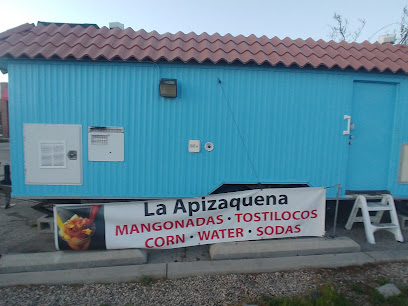 La Apizaquena
MANGONADAS • TOSTILOCOS
CORN • WATER • SODAS